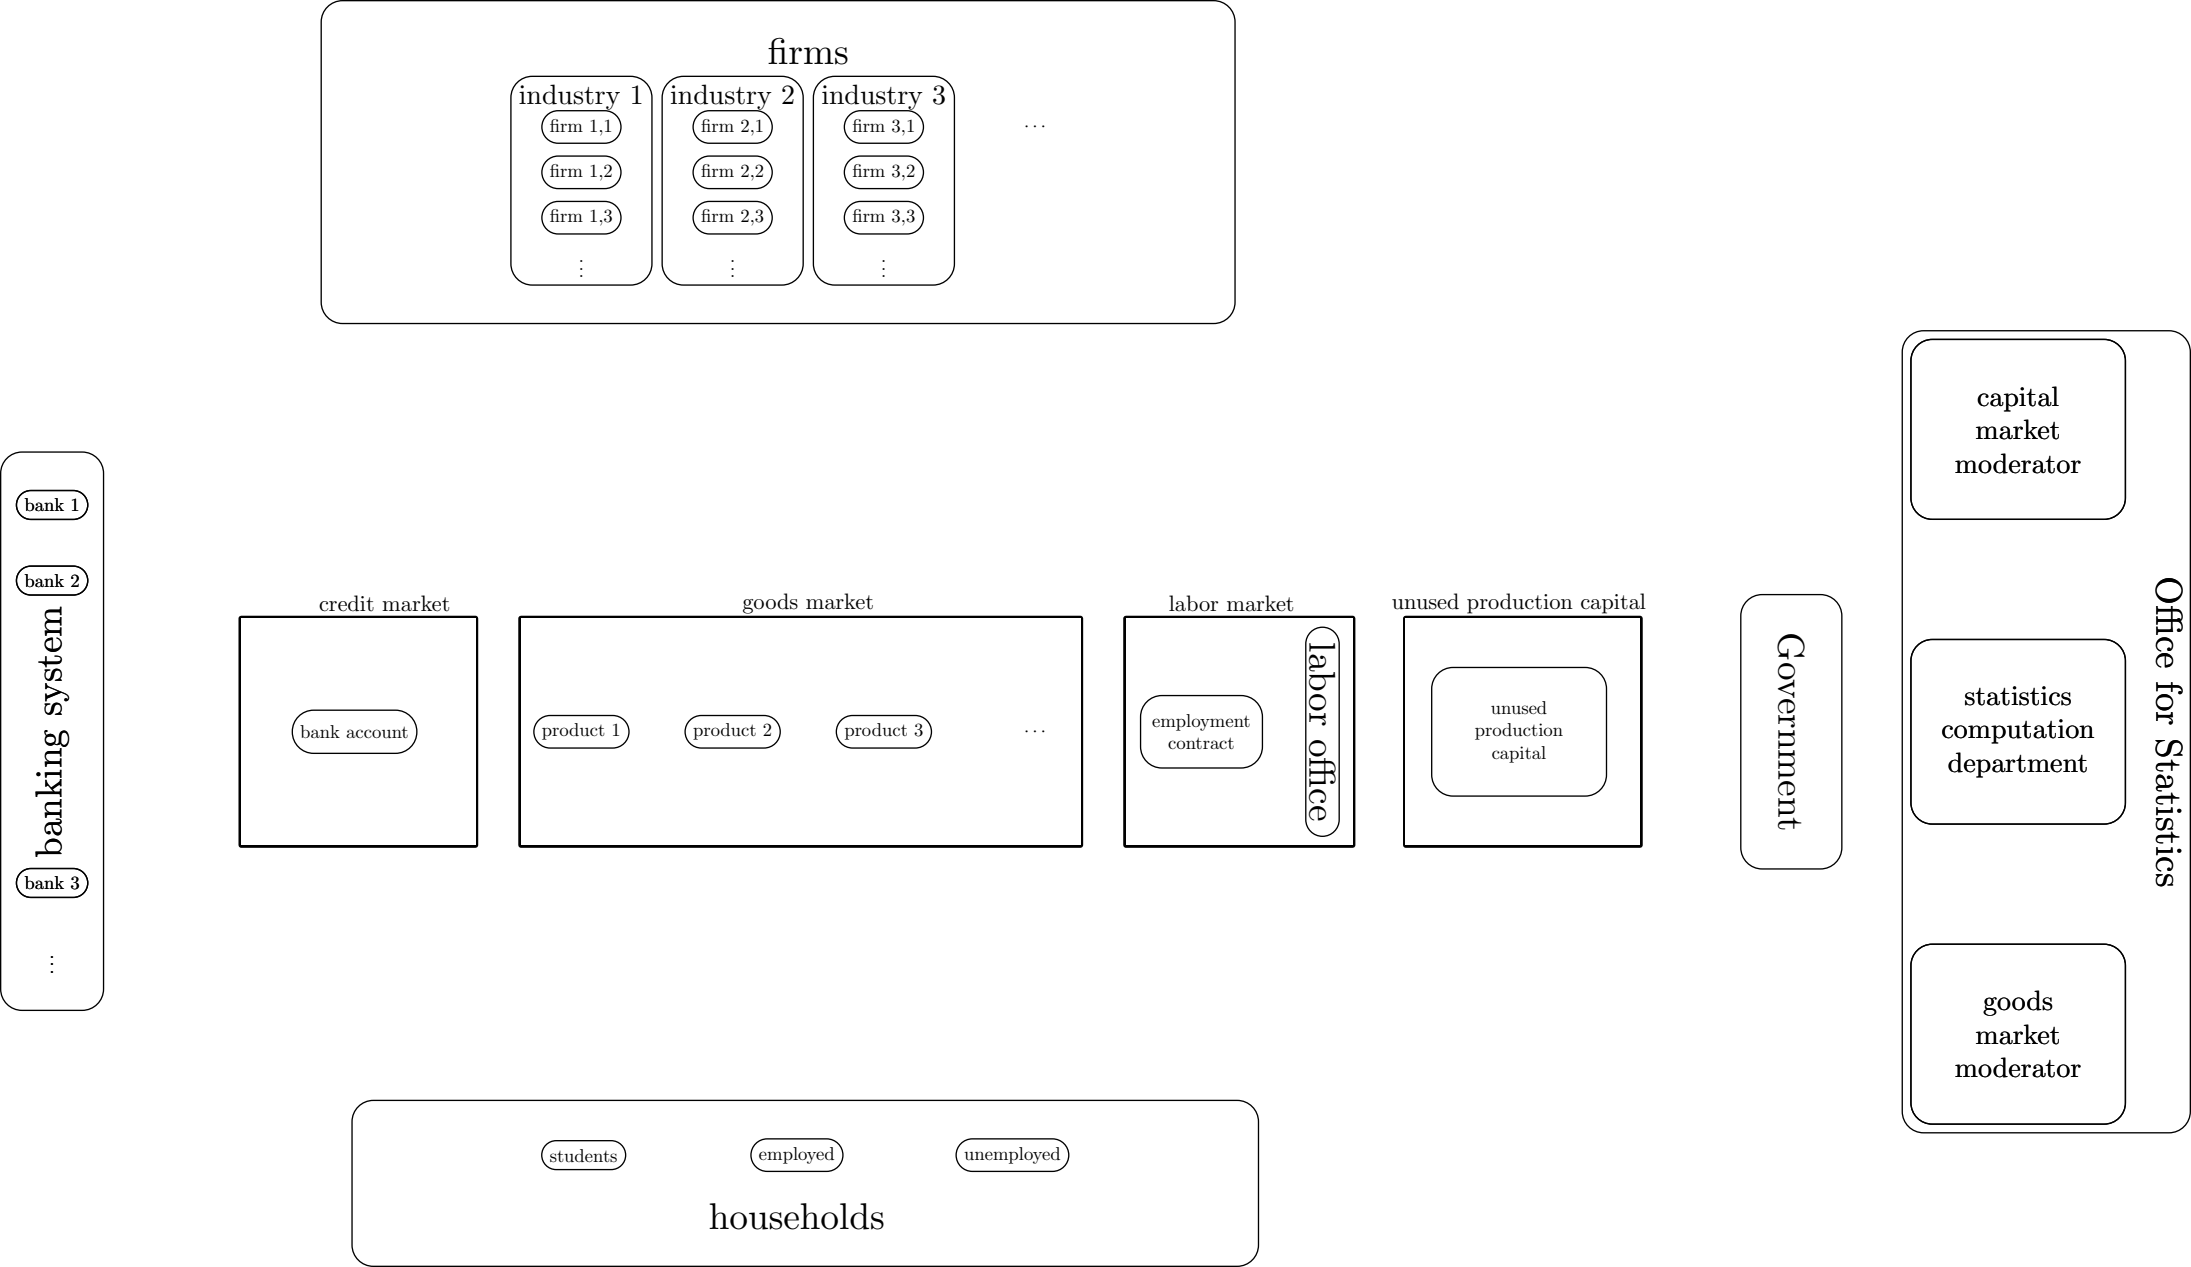 firms
industry 1
firm 1,1
firm 1,2
firm 1,3
⋮
industry 2
firm 2,1
firm 2,2
firm 2,3
⋮
industry 3
firm 3,1
firm 3,2
firm 3,3
⋮
...
banking system
bank 1
bank 2
bank 3
⋮
credit market
bank account
goods market
product 1
product 2
product 3
...
labor market
employment
contract
labor office
unused production capital
unused
production
capital
Government
Office for Statistics
capital
market
moderator
statistics
computation
department
goods
market
moderator
students
employed
unemployed
households